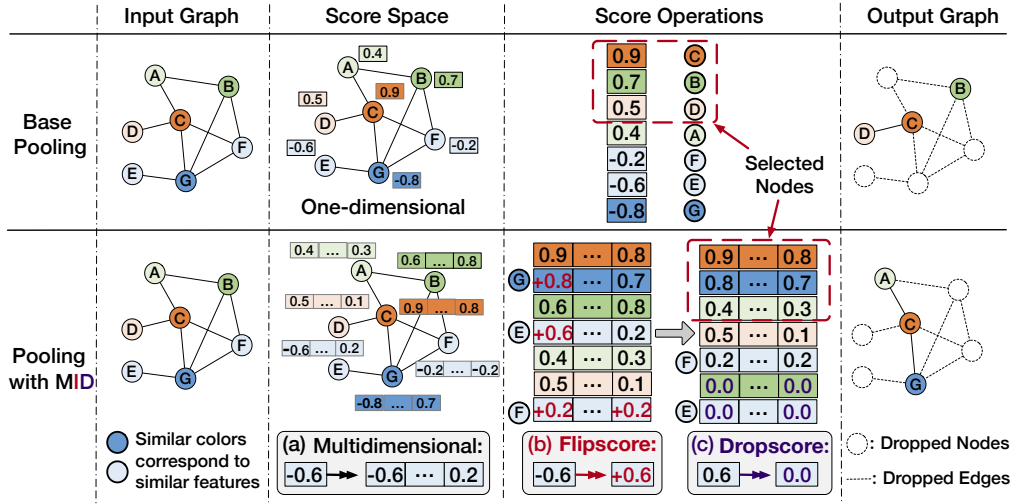 Input Graph
Score Space
Score Operations
Output Graph
Base
Pooling
A
B
C
D
E
F
G
A 0.4
B 0.7
C 0.9
D 0.5
E -0.6
F -0.2
G -0.8
One-dimensional
0.9 C
0.7 B
0.5 D
0.4 A
-0.2 F
-0.6 E
-0.8 G
Selected
Nodes
B
C
D
Pooling
with MID
A
B
C
D
E
F
G
Similar colors
correspond to
similar features
A 0.4 ... 0.3
B 0.6 ... 0.8
C 0.9 ... 0.8
D 0.5 ... 0.1
E -0.6 ... 0.2
F -0.2 ... -0.2
G -0.8 ... 0.7
(a) Multidimensional:
-0.6 -0.6 ... 0.2
0.9 ... 0.8
G +0.8 ... 0.7
0.6 ... 0.8
E +0.6 ... 0.2
0.4 ... 0.3
0.5 ... 0.1
F +0.2 ... +0.2
(b) Flipscore:
-0.6 +0.6
0.9 ... 0.8
0.8 ... 0.7
0.4 ... 0.3
0.5 ... 0.1
F 0.2 ... 0.2
0.0 ... 0.0
E 0.0 ... 0.0
(c) Dropscore:
0.6 0.0
A
C
G
: Dropped Nodes
: Dropped Edges